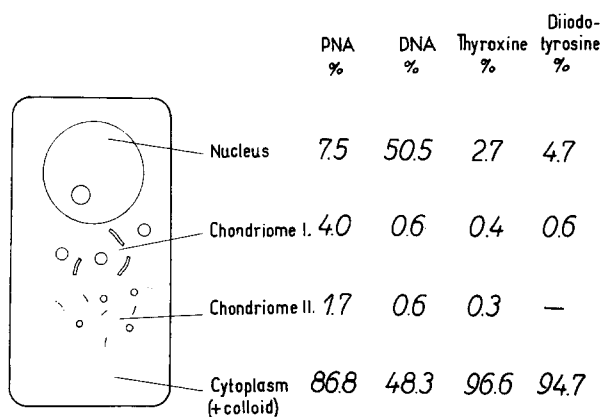 Diiodo-
PNA DNA Thyroxine tyrosine
% % % %
Nucleus 7.5 50.5 2.7 4.7
Chondriome I. 4.0 0.6 0.4 0.6
Chondriome II. 1.7 0.6 0.3 —
Cytoplasm 86.8 48.3 96.6 94.7
(+ colloid)